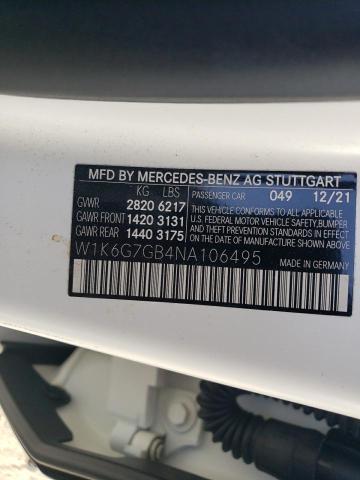 MFD BY MERCEDES-BENZ AG STUTTGART
KG LBS
GVWR 2820 6217
GAWR FRONT 1420 3131
GAWR REAR 1440 3175
PASSENGER CAR 049 12/21
THIS VEHICLE CONFORMS TO ALL APPLICABLE
U.S. FEDERAL MOTOR VEHICLE SAFETY, BUMPER
AND THEFT PREVENTION STANDARDS IN EFFECT
ON THE DATE OF MANUFACTURE SHOWN ABOVE
W1K6G7GB4NA106495
MADE IN GERMANY